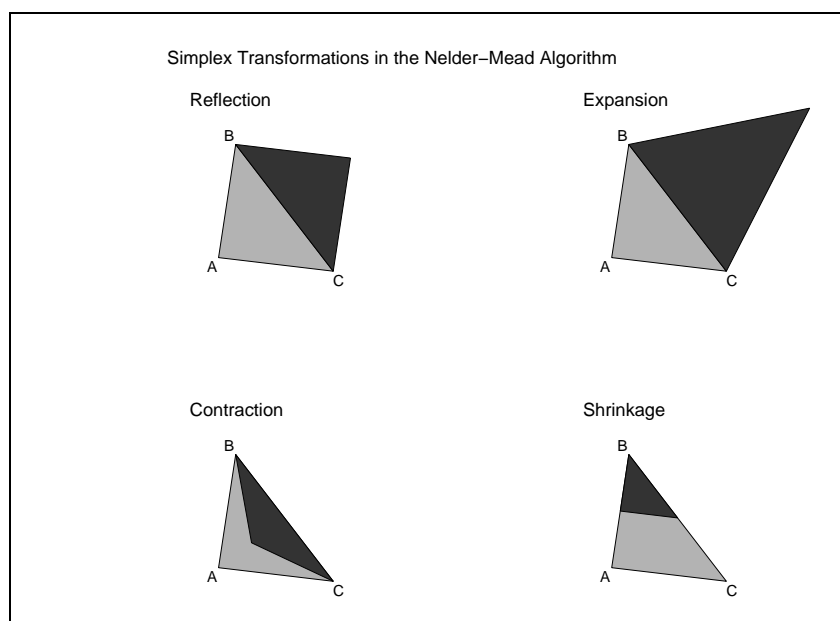 Simplex Transformations in the Nelder−Mead Algorithm
Reflection
B
A
C
Expansion
B
A
C
Contraction
B
A
C
Shrinkage
B
A
C